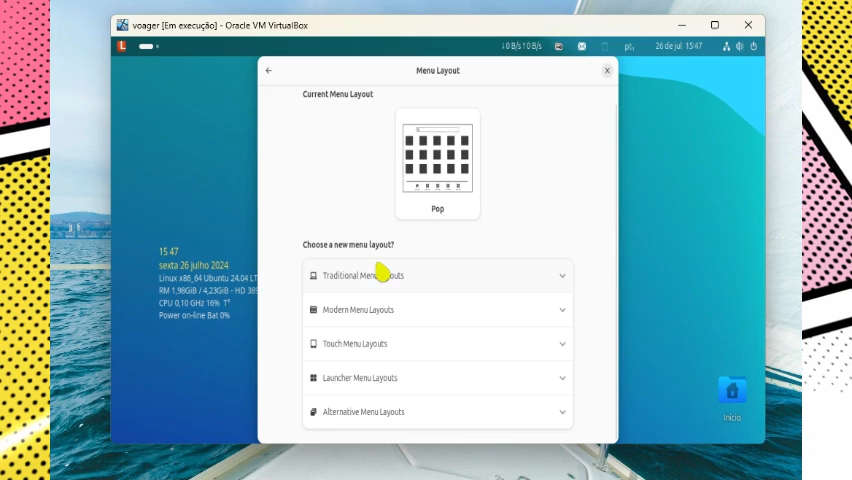 voager [Em execução] - Oracle VM VirtualBox
L
↓0 B/s↑0 B/s
pt₁
26 de jul 15:47
Menu Layout
Current Menu Layout
Pop
Choose a new menu layout?
Traditional Menu
Modern Menu Layouts
Touch Menu Layouts
Launcher Menu Layouts
Alternative Menu Layouts
15 47
sexta 26 julho 2024
Linux x86_64 Ubuntu 24.04 LT
RM 1,98GiB / 4,23GiB - HD
CPU 0,10 GHz 16% T°
Power on-line Bat 0%
Início